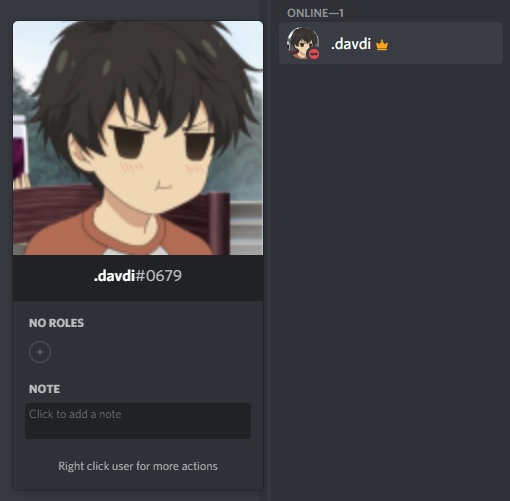 ONLINE—1
.davdi
.davdi#0679
NO ROLES
+
NOTE
Click to add a note
Right click user for more actions